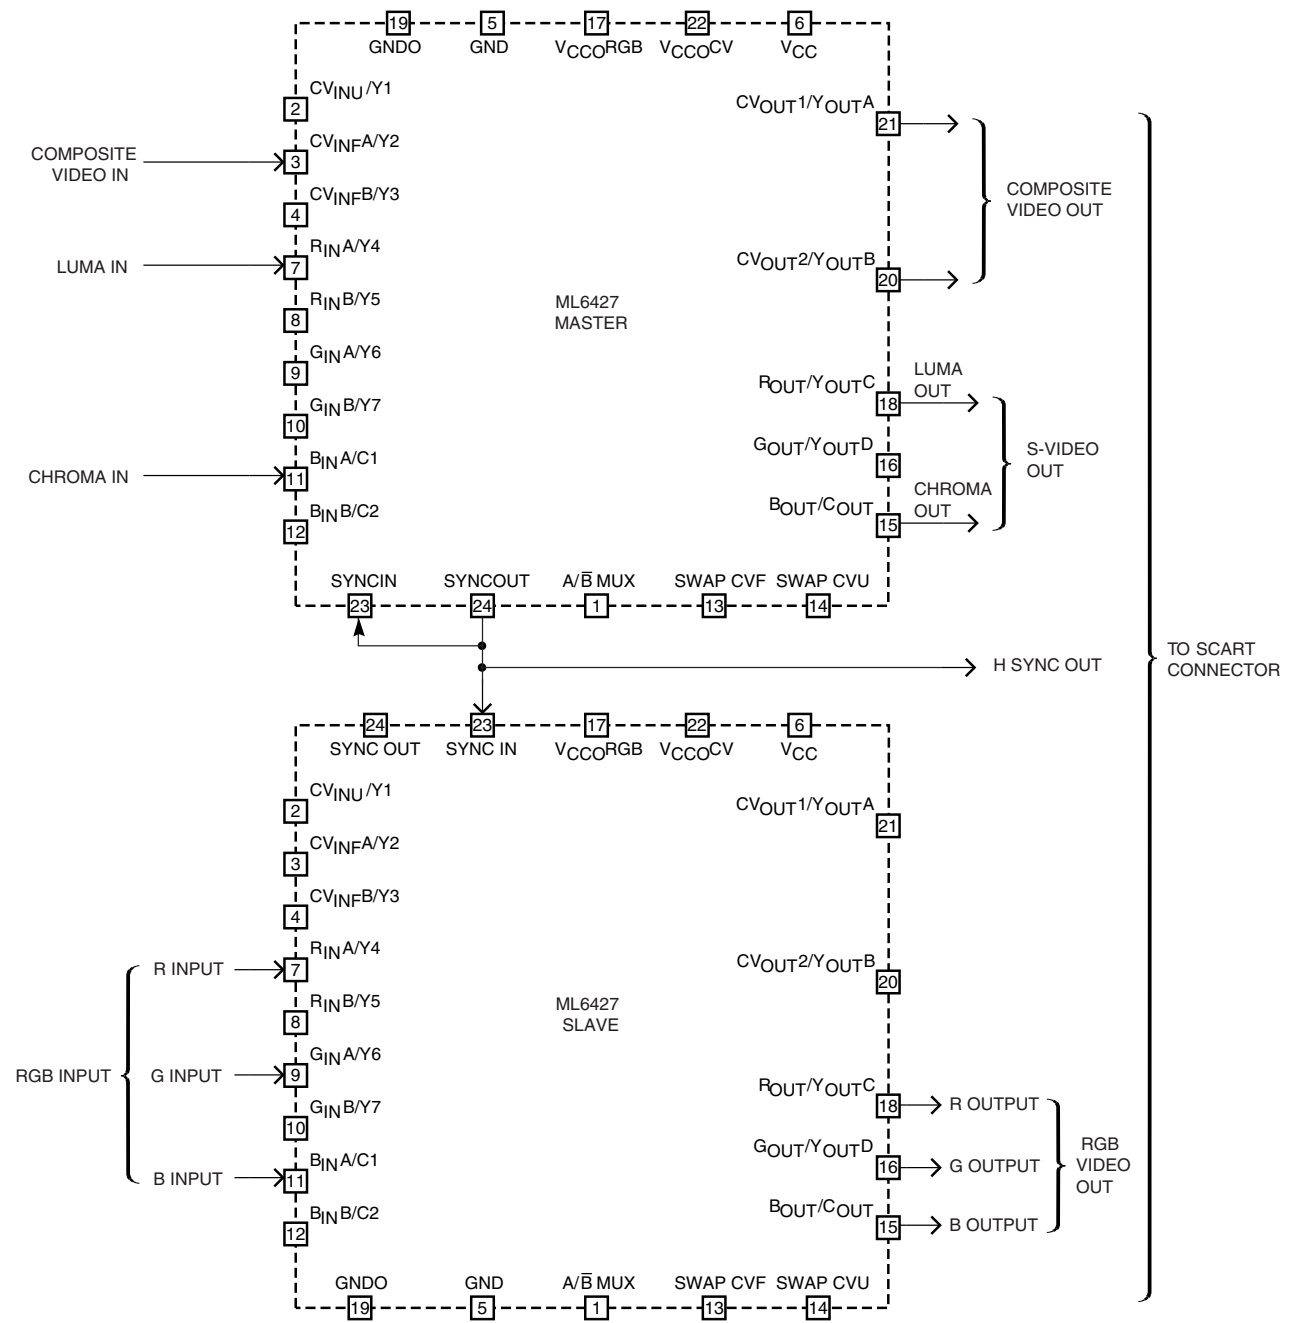 19 5 17 22 6
GNDO GND VCCORGB VCCOCV VCC
CVINU/Y1
2
CVOUT1/YOUTA
21
CVINFA/Y2
COMPOSITE
VIDEO IN
3
CVINFB/Y3
4
COMPOSITE
VIDEO OUT
RINA/Y4
LUMA IN
7
CVOUT2/YOUTB
20
RINB/Y5
8
ML6427
MASTER
GINA/Y6
9
ROUT/YOUTC
18
LUMA
OUT
GINB/Y7
10
GOUT/YOUTD
16
S-VIDEO
OUT
BINA/C1
CHROMA IN
11
BOUT/COUT
15
CHROMA
OUT
BINB/C2
12
SYNCIN SYNCOUT A/B̅ MUX SWAP CVF SWAP CVU
23 24 1 13 14
H SYNC OUT
TO SCART
CONNECTOR
24 23 17 22 6
SYNC OUT SYNC IN VCCORGB VCCOCV VCC
CVINU/Y1
2
CVOUT1/YOUTA
21
CVINFA/Y2
3
CVINFB/Y3
4
RINA/Y4
R INPUT
7
CVOUT2/YOUTB
20
RINB/Y5
8
ML6427
SLAVE
GINA/Y6
RGB INPUT
G INPUT
9
ROUT/YOUTC
18
R OUTPUT
GINB/Y7
10
GOUT/YOUTD
16
G OUTPUT
RGB
VIDEO
OUT
BINA/C1
B INPUT
11
BOUT/COUT
15
B OUTPUT
BINB/C2
12
GNDO GND A/B̅ MUX SWAP CVF SWAP CVU
19 5 1 13 14